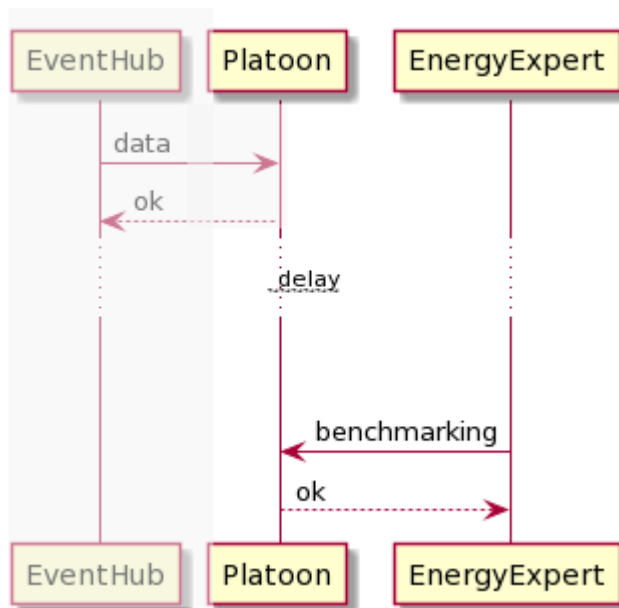 EventHub Platoon EnergyExpert
data
ok
delay
benchmarking
ok
EventHub Platoon EnergyExpert